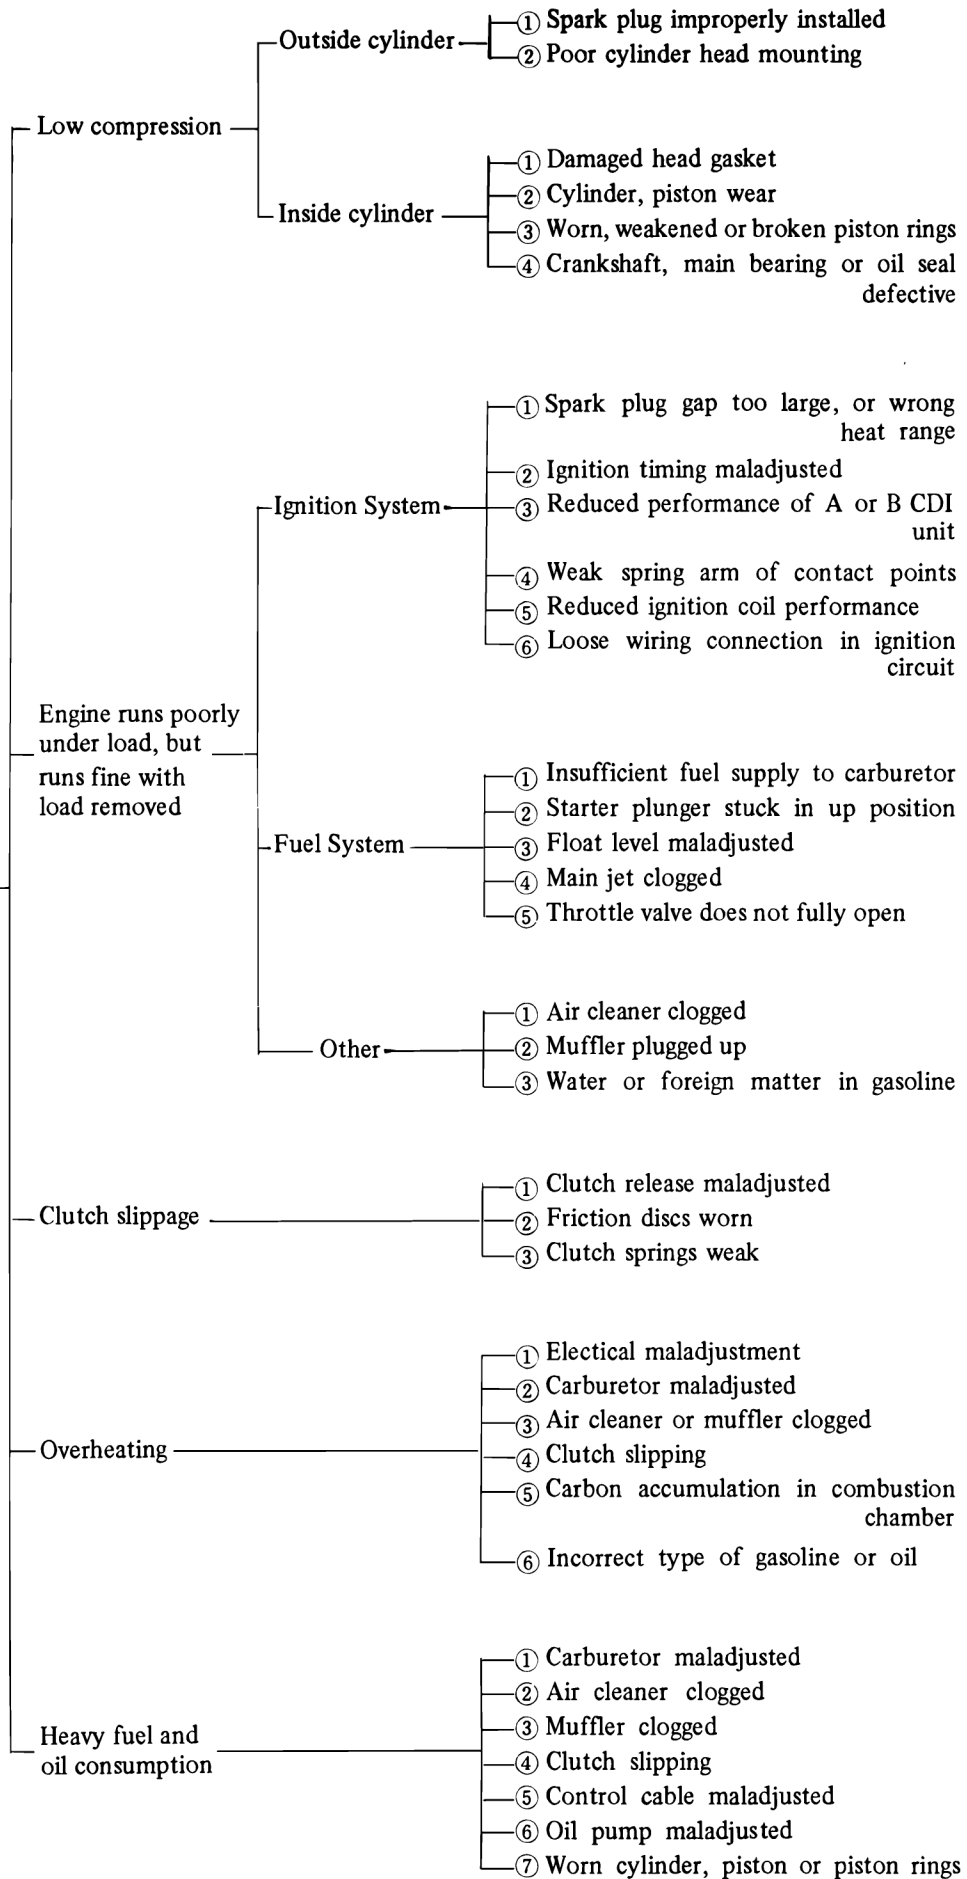 Low compression
Outside cylinder
① Spark plug improperly installed
② Poor cylinder head mounting
Inside cylinder
① Damaged head gasket
② Cylinder, piston wear
③ Worn, weakened or broken piston rings
④ Crankshaft, main bearing or oil seal
defective
Engine runs poorly
under load, but
runs fine with
load removed
Ignition System
① Spark plug gap too large, or wrong
heat range
② Ignition timing maladjusted
③ Reduced performance of A or B CDI
unit
④ Weak spring arm of contact points
⑤ Reduced ignition coil performance
⑥ Loose wiring connection in ignition
circuit
Fuel System
① Insufficient fuel supply to carburetor
② Starter plunger stuck in up position
③ Float level maladjusted
④ Main jet clogged
⑤ Throttle valve does not fully open
Other
① Air cleaner clogged
② Muffler plugged up
③ Water or foreign matter in gasoline
Clutch slippage
① Clutch release maladjusted
② Friction discs worn
③ Clutch springs weak
Overheating
① Electical maladjustment
② Carburetor maladjusted
③ Air cleaner or muffler clogged
④ Clutch slipping
⑤ Carbon accumulation in combustion
chamber
⑥ Incorrect type of gasoline or oil
Heavy fuel and
oil consumption
① Carburetor maladjusted
② Air cleaner clogged
③ Muffler clogged
④ Clutch slipping
⑤ Control cable maladjusted
⑥ Oil pump maladjusted
⑦ Worn cylinder, piston or piston rings